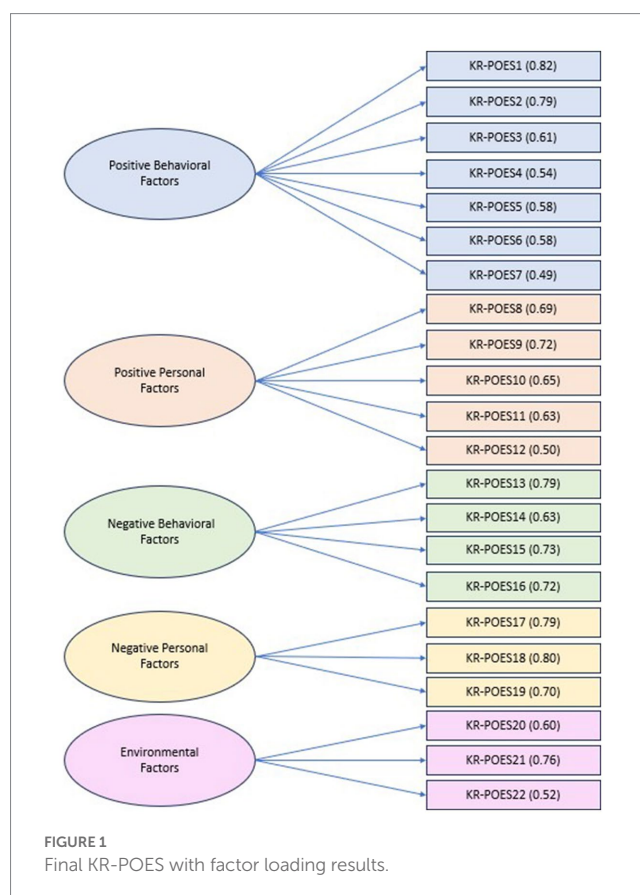 KR-POES1 (0.82)
KR-POES2 (0.79)
KR-POES3 (0.61)
Positive Behavioral
Factors
KR-POES4 (0.54)
KR-POES5 (0.58)
KR-POES6 (0.58)
KR-POES7 (0.49)
KR-POES8 (0.69)
KR-POES9 (0.72)
Positive Personal
Factors
KR-POES10 (0.65)
KR-POES11 (0.63)
KR-POES12 (0.50)
KR-POES13 (0.79)
KR-POES14 (0.63)
Negative Behavioral
Factors
KR-POES15 (0.73)
KR-POES16 (0.72)
KR-POES17 (0.79)
Negative Personal
Factors
KR-POES18 (0.80)
KR-POES19 (0.70)
KR-POES20 (0.60)
Environmental
Factors
KR-POES21 (0.76)
KR-POES22 (0.52)
FIGURE 1
Final KR-POES with factor loading results.